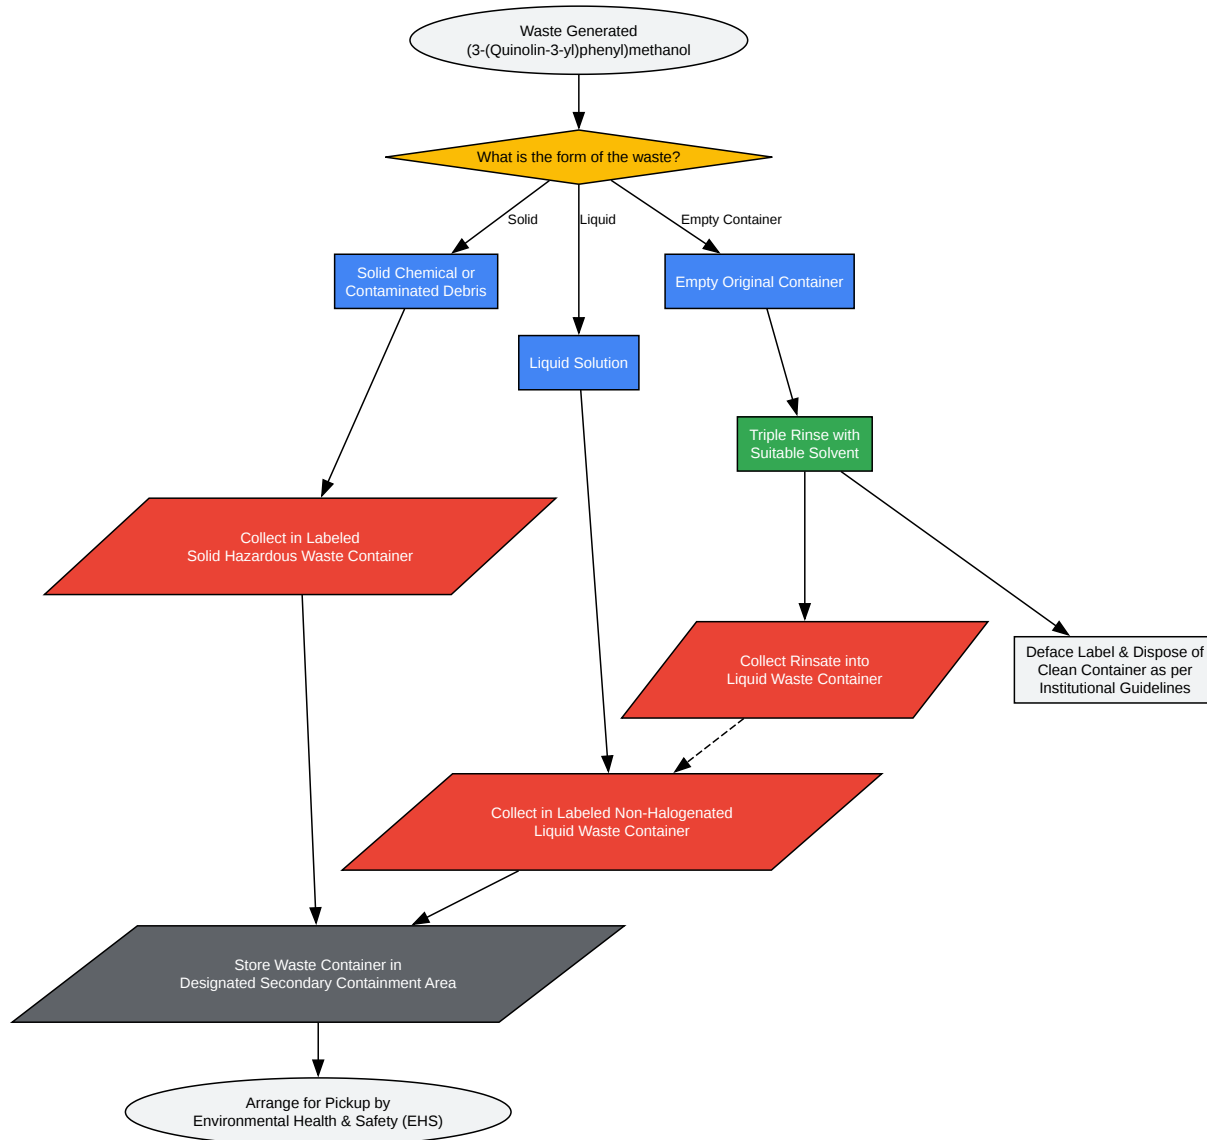 Waste Generated
(3-(Quinolin-3-yl)phenyl)methanol
What is the form of the waste?
Solid
Liquid
Empty Container
Solid Chemical or
Contaminated Debris
Empty Original Container
Liquid Solution
Triple Rinse with
Suitable Solvent
Collect in Labeled
Solid Hazardous Waste Container
Collect Rinsate into
Liquid Waste Container
Deface Label & Dispose of
Clean Container as per
Institutional Guidelines
Collect in Labeled Non-Halogenated
Liquid Waste Container
Store Waste Container in
Designated Secondary Containment Area
Arrange for Pickup by
Environmental Health & Safety (EHS)